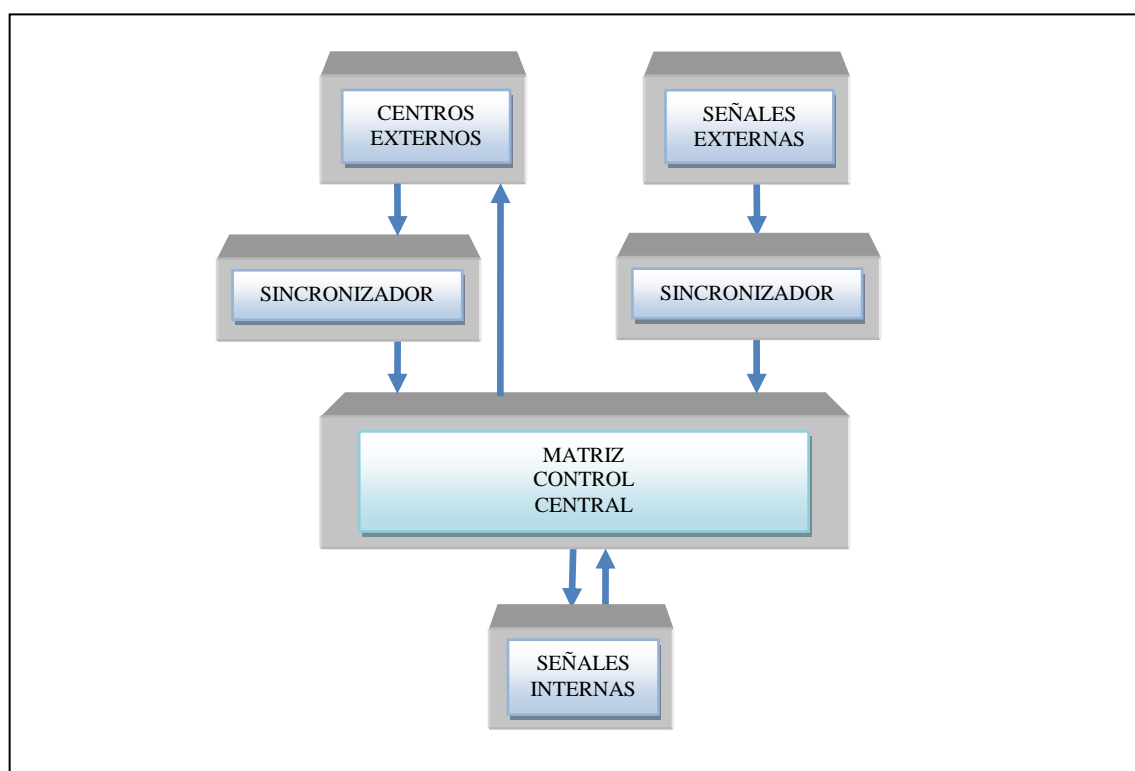 CENTROS
EXTERNOS
SEÑALES
EXTERNAS
SINCRONIZADOR
SINCRONIZADOR
MATRIZ
CONTROL
CENTRAL
SEÑALES
INTERNAS